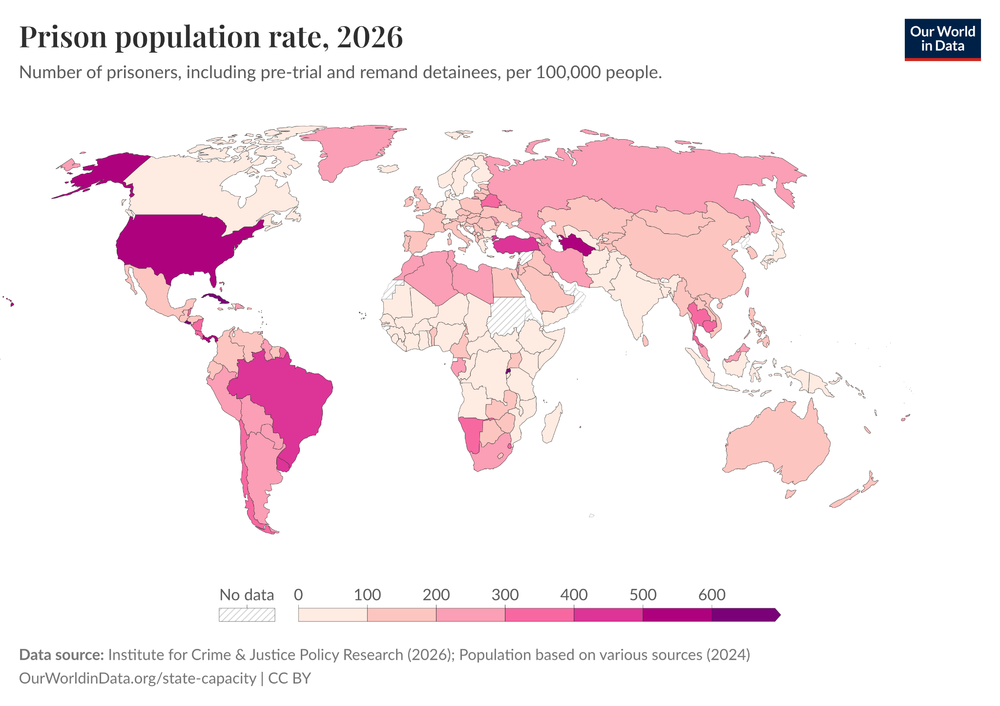 Prison population rate, 2026
Our World
in Data
Number of prisoners, including pre-trial and remand detainees, per 100,000 people.
No data 0 100 200 300 400 500 600
Data source: Institute for Crime & Justice Policy Research (2026); Population based on various sources (2024)
OurWorldinData.org/state-capacity | CC BY